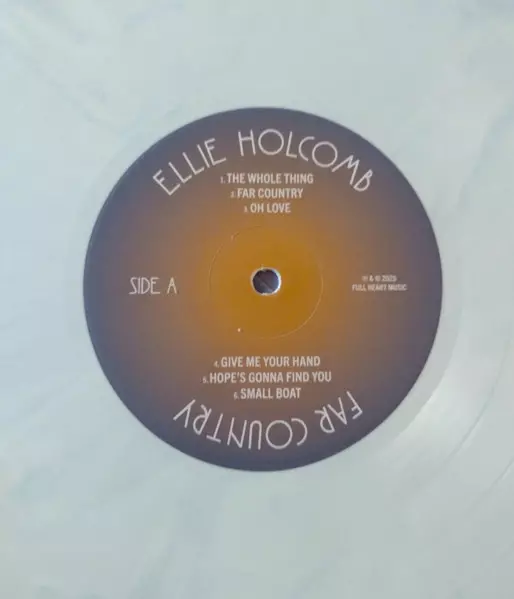 ELLIE HOLCOMB
1. THE WHOLE THING
2. FAR COUNTRY
3. OH LOVE
SIDE A
℗ & © 2025
FULL HEART MUSIC
4. GIVE ME YOUR HAND
5. HOPE'S GONNA FIND YOU
6. SMALL BOAT
FAR COUNTRY